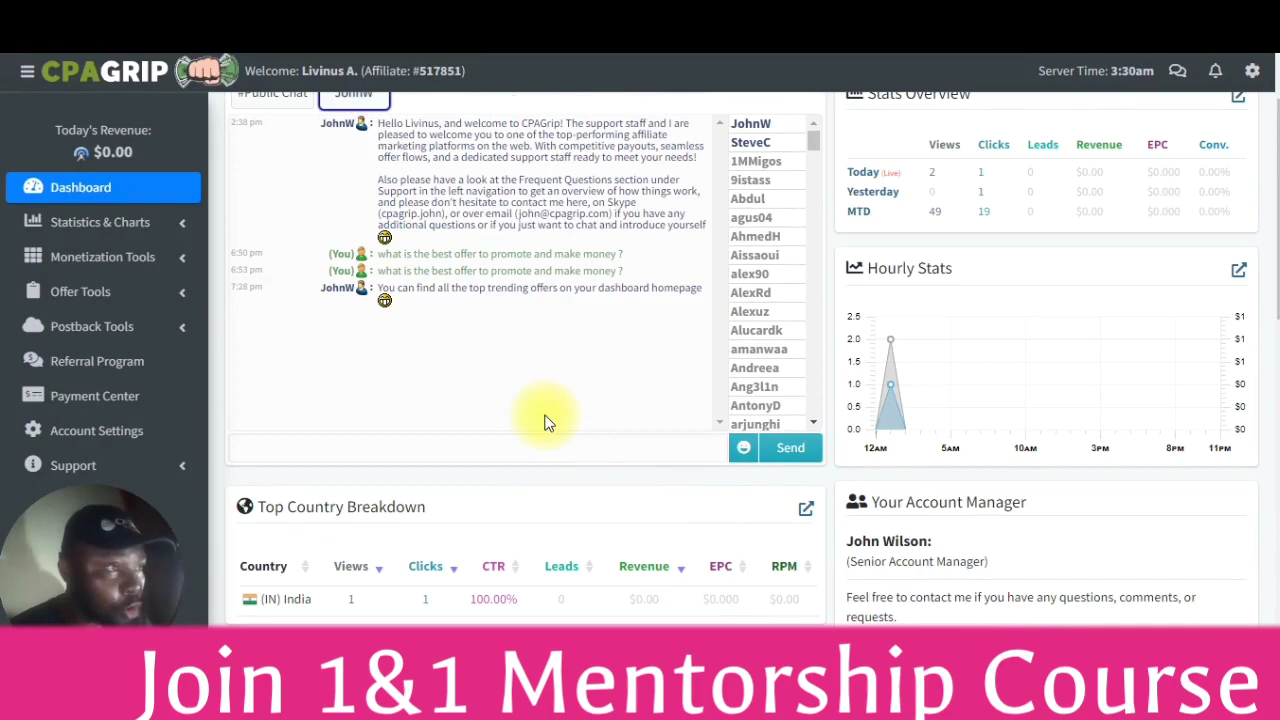 CPAGRIP Welcome: Livinus A. (Affiliate: #517851) Server Time: 3:30am
Today's Revenue:
$0.00
Dashboard
Statistics & Charts
Monetization Tools
Offer Tools
Postback Tools
Referral Program
Payment Center
Account Settings
Support
#Public Chat JohnW
2:38 pm JohnW : Hello Livinus, and welcome to CPAGrip! The support staff and I are
pleased to welcome you to one of the top-performing affiliate
marketing platforms on the web. With competitive payouts, seamless
offer flows, and a dedicated support staff ready to meet your needs!
Also please have a look at the Frequent Questions section under
Support in the left navigation to get an overview of how things work,
and please don't hesitate to contact me here, on Skype
(cpagrip.john), or over email (john@cpagrip.com) if you have any
additional questions or if you just want to chat and introduce yourself
6:50 pm (You) : what is the best offer to promote and make money ?
6:53 pm (You) : what is the best offer to promote and make money ?
7:28 pm JohnW : You can find all the top trending offers on your dashboard homepage
JohnW
SteveC
1MMigos
9istass
Abdul
agus04
AhmedH
Aissaoui
alex90
AlexRd
Alexuz
Alucardk
amanwaa
Andreea
Ang3l1n
AntonyD
arjunghi
Send
Top Country Breakdown
Country Views Clicks CTR Leads Revenue EPC RPM
(IN) India 1 1 100.00% 0 $0.00 $0.000 $0.00
Stats Overview
Views Clicks Leads Revenue EPC Conv.
Today (Live) 2 1 0 $0.00 $0.00 0.00%
Yesterday 0 1 0 $0.00 $0.00 0.00%
MTD 49 19 0 $0.00 $0.00 0.00%
Hourly Stats
2.5 $1
2.0 $1
1.5 $1
1.0 $0
0.5 $0
0.0 $0
12AM 5AM 10AM 3PM 8PM 11PM
Your Account Manager
John Wilson:
(Senior Account Manager)
Feel free to contact me if you have any questions, comments, or
requests.
Join 1&1 Mentorship Course